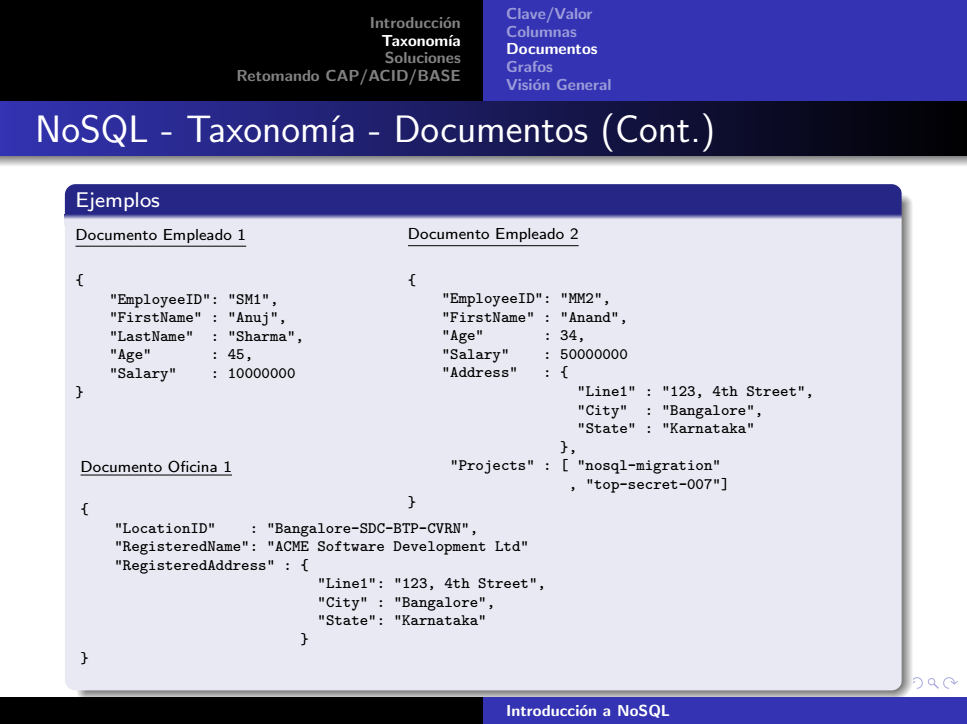 Introducción
Taxonomía
Soluciones
Retomando CAP/ACID/BASE
Clave/Valor
Columnas
Documentos
Grafos
Visión General
NoSQL - Taxonomía - Documentos (Cont.)
Ejemplos
Documento Empleado 1
{
"EmployeeID": "SM1",
"FirstName" : "Anuj",
"LastName"  : "Sharma",
"Age"       : 45,
"Salary"    : 10000000
}
Documento Empleado 2
{
"EmployeeID": "MM2",
"FirstName" : "Anand",
"Age"       : 34,
"Salary"    : 50000000
"Address"   : {
"Line1" : "123, 4th Street",
"City"  : "Bangalore",
"State" : "Karnataka"
},
"Projects" : [ "nosql-migration"
, "top-secret-007"]
}
Documento Oficina 1
{
"LocationID"    : "Bangalore-SDC-BTP-CVRN",
"RegisteredName": "ACME Software Development Ltd"
"RegisteredAddress" : {
"Line1": "123, 4th Street",
"City" : "Bangalore",
"State": "Karnataka"
}
}
Introducción a NoSQL